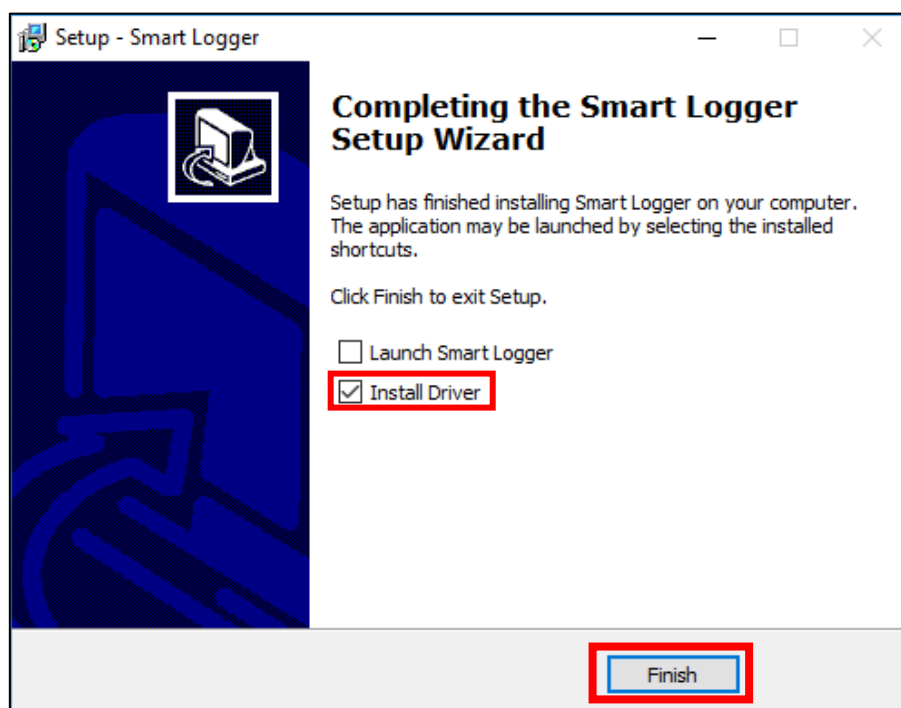 Setup - Smart Logger
Completing the Smart Logger
Setup Wizard
Setup has finished installing Smart Logger on your computer.
The application may be launched by selecting the installed
shortcuts.
Click Finish to exit Setup.
Launch Smart Logger
Install Driver
Finish